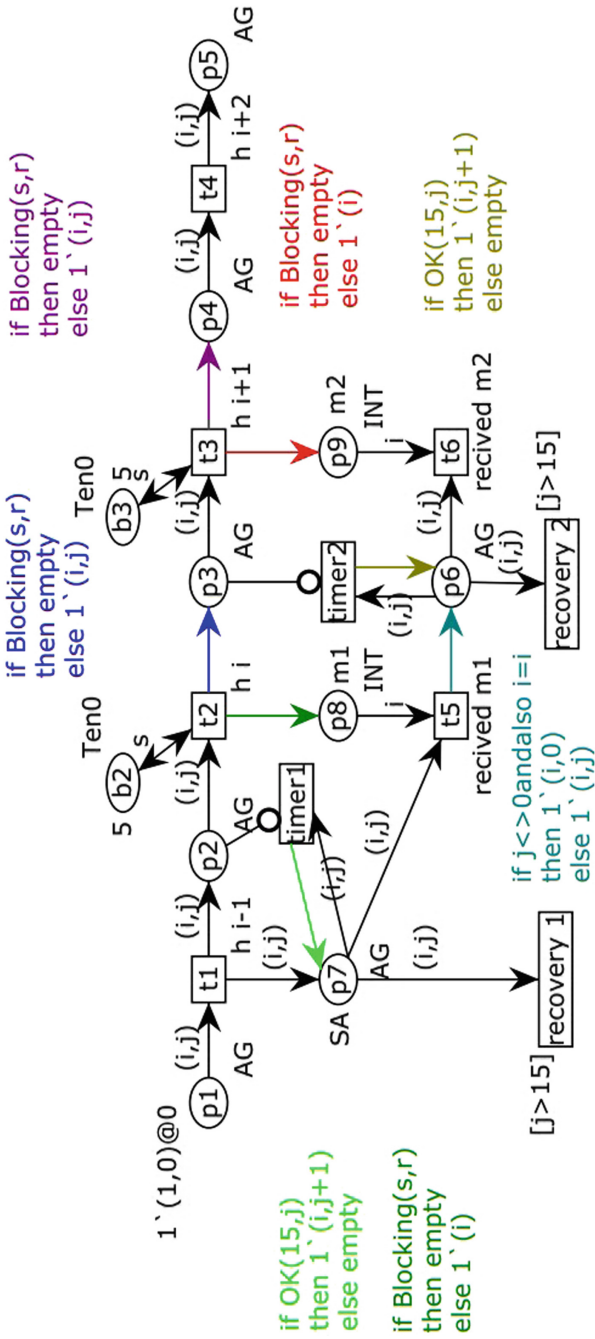 if Blocking(s,r)
then empty
else 1`(i,j)
if Blocking(s,r)
then empty
else 1`(i,j)
Ten0
5
b2
s
Ten0
b3
5
s
1`(1,0)@0
p1
(i,j)
t1
(i,j)
p2
(i,j)
t2
p3
(i,j)
t3
p4
(i,j)
t4
(i,j)
p5
AG
h i-1
AG
h i
AG
h i+1
AG
h i+2
AG
(i,j)
timer1
(i,j)
SA
p7
AG
(i,j)
(i,j)
p8
m1
INT
i
t5
recived m1
timer2
(i,j)
p6
AG
(i,j)
(i,j)
p9
m2
INT
i
t6
recived m2
[j>15]
recovery 1
recovery 2
[j>15]
if OK(15,j)
then 1`(i,j+1)
else empty
if Blocking(s,r)
then empty
else 1`(i)
if j<>0andalso i=i
then 1`(i,0)
else 1`(i,j)
if Blocking(s,r)
then empty
else 1`(i)
if OK(15,j)
then 1`(i,j+1)
else empty